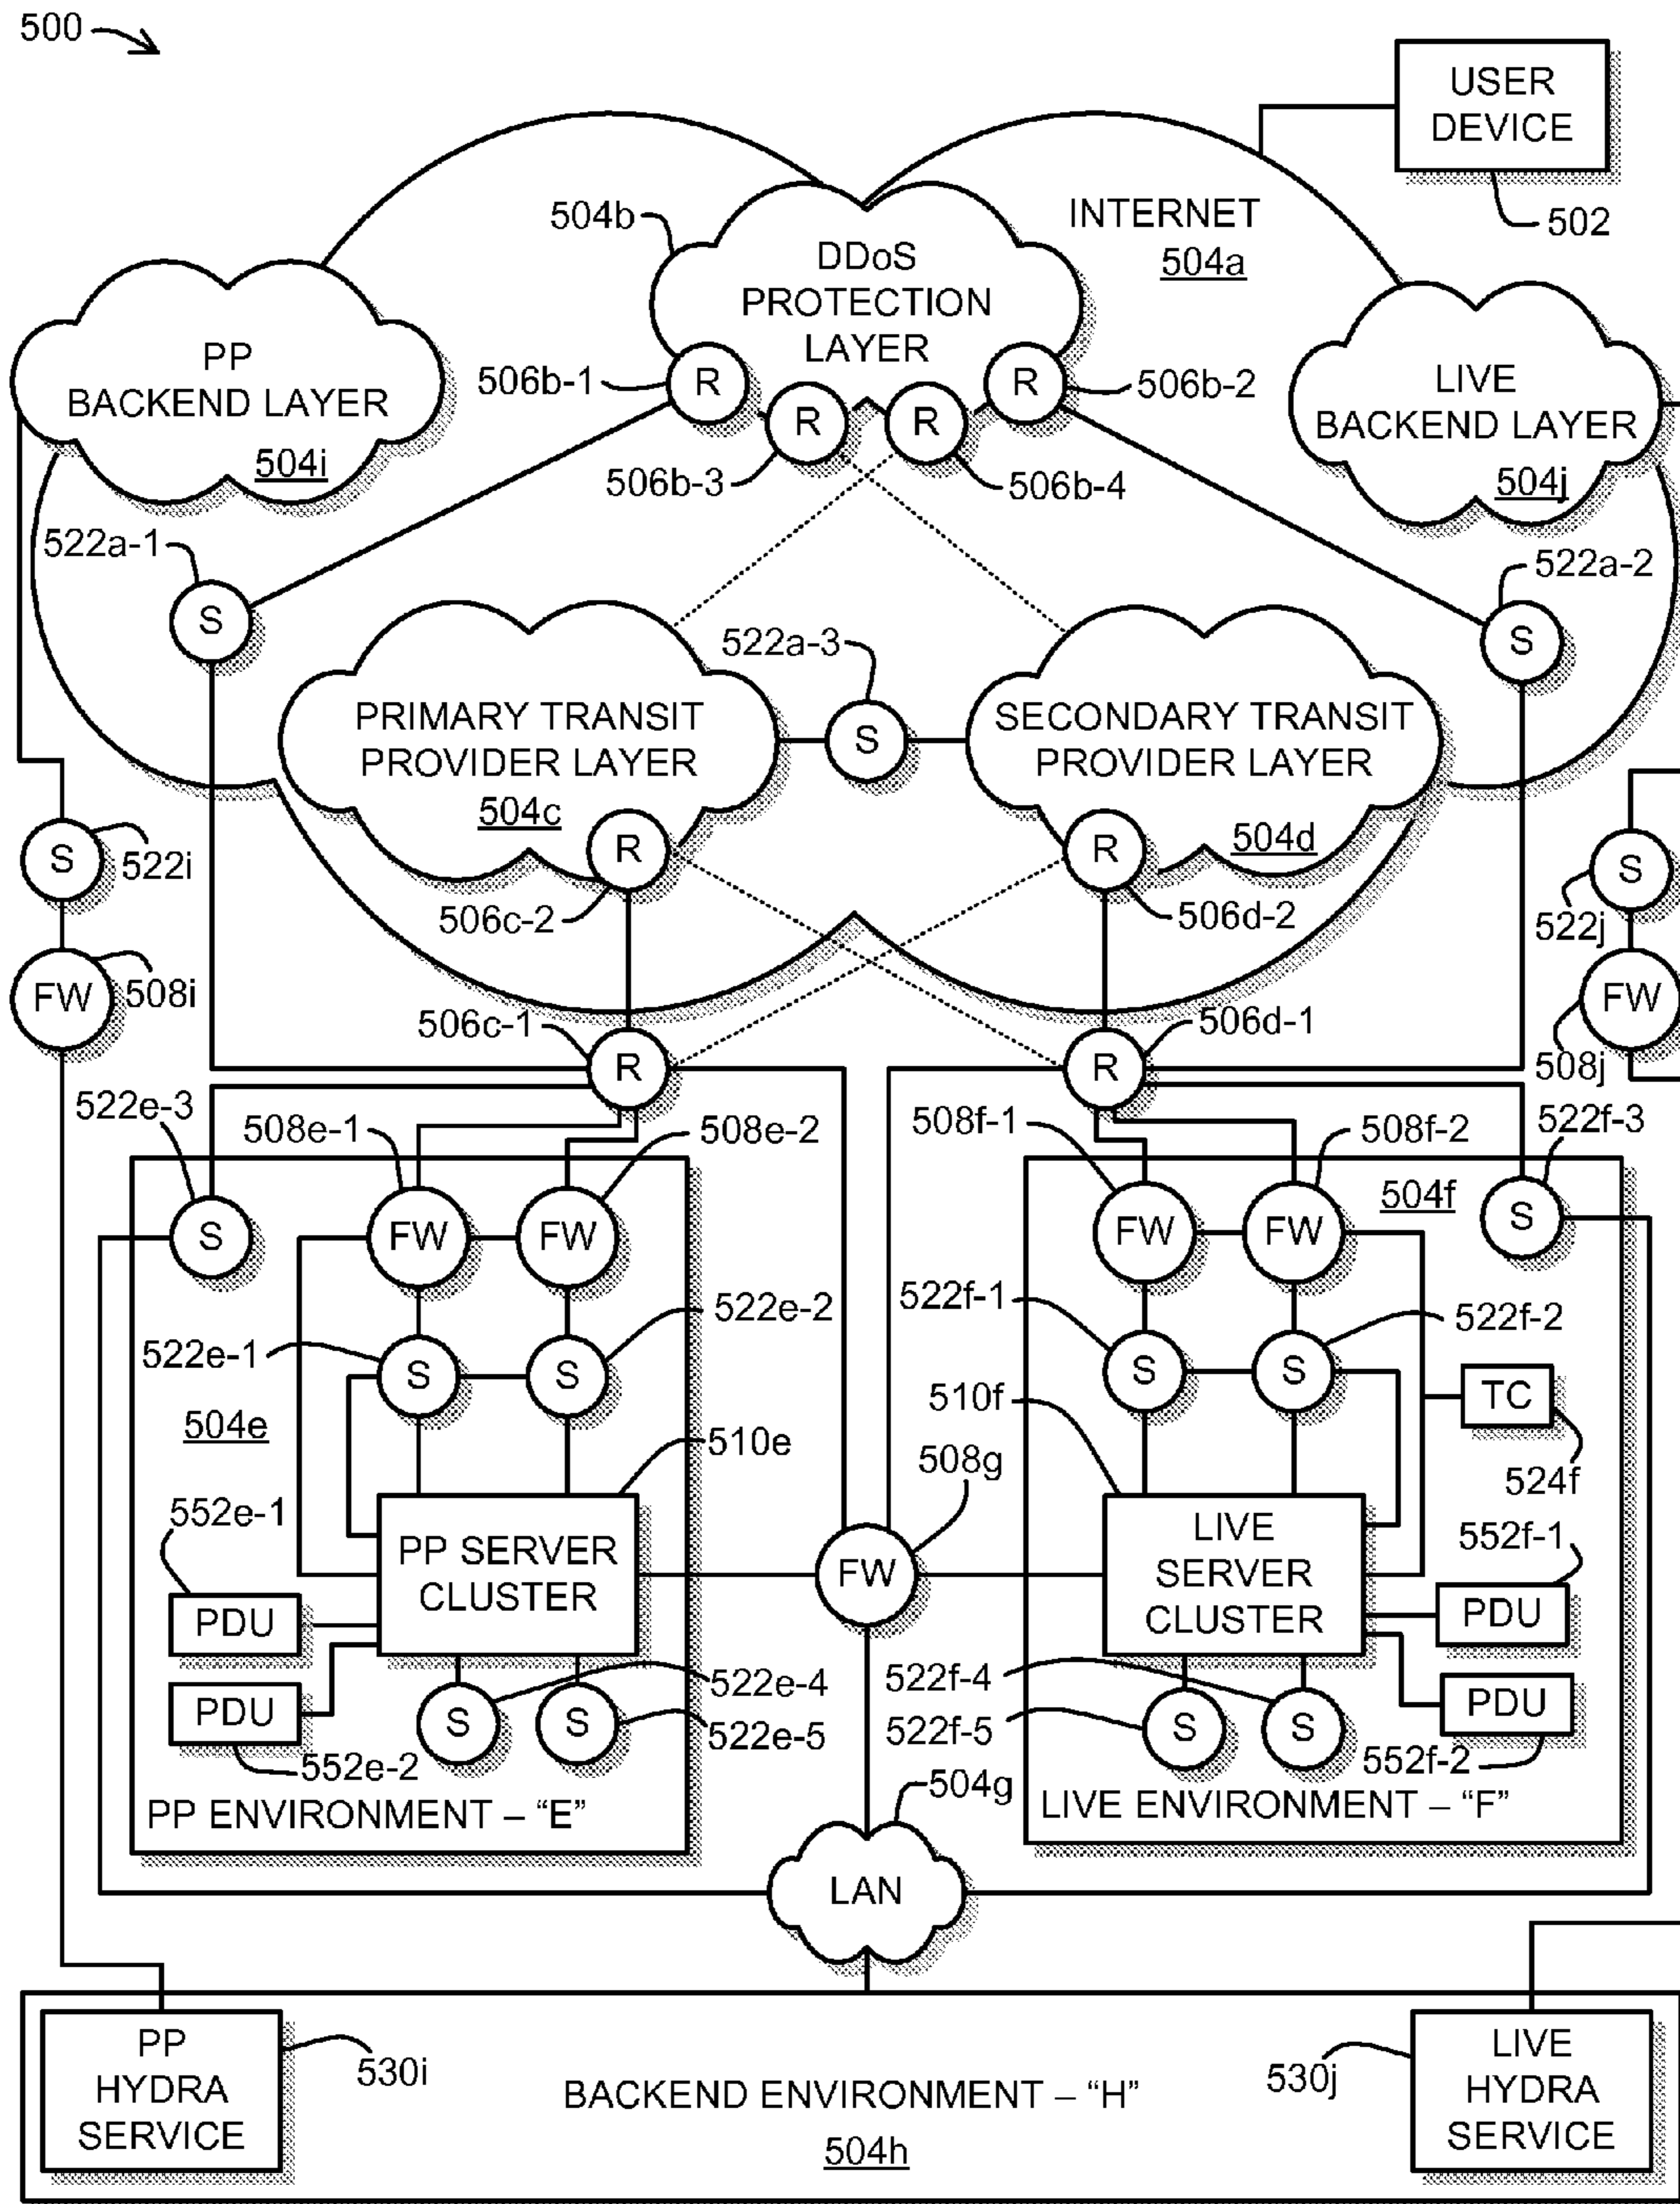 500
USER
DEVICE
502
504b
INTERNET
504a
DDoS
PROTECTION
LAYER
PP
BACKEND LAYER
504i
506b-1
R
R
R
R
506b-2
506b-3
506b-4
LIVE
BACKEND LAYER
504j
522a-1
S
522a-2
S
522a-3
S
PRIMARY TRANSIT
PROVIDER LAYER
504c
R
506c-2
SECONDARY TRANSIT
PROVIDER LAYER
504d
R
506d-2
S
522i
FW
508i
S
522j
FW
508j
506c-1
R
506d-1
R
522e-3
508e-1
508e-2
508f-1
508f-2
522f-3
S
FW
FW
FW
FW
504f
S
522e-1
S
S
522e-2
522f-1
S
S
522f-2
504e
510e
508g
510f
TC
524f
552e-1
PDU
PP SERVER
CLUSTER
FW
LIVE
SERVER
CLUSTER
552f-1
PDU
PDU
552e-2
S
S
522e-4
522e-5
522f-4
522f-5
S
S
PDU
552f-2
PP ENVIRONMENT – “E”
504g
LIVE ENVIRONMENT – “F”
LAN
PP
HYDRA
SERVICE
530i
BACKEND ENVIRONMENT – “H”
504h
530j
LIVE
HYDRA
SERVICE